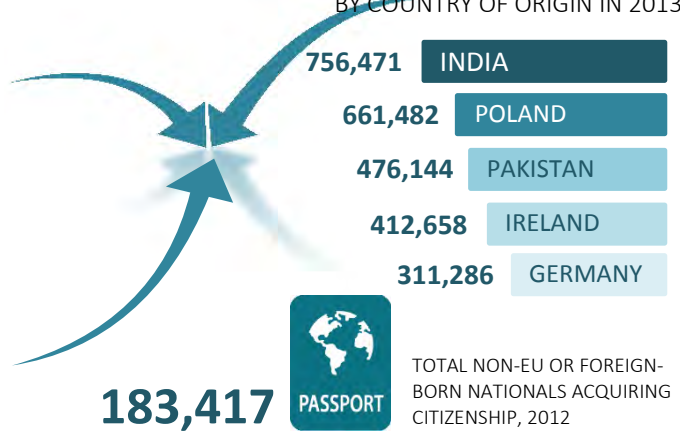 BY COUNTRY OF ORIGIN IN 2013
756,471 INDIA
661,482 POLAND
476,144 PAKISTAN
412,658 IRELAND
311,286 GERMANY
183,417
PASSPORT
TOTAL NON-EU OR FOREIGN-
BORN NATIONALS ACQUIRING
CITIZENSHIP, 2012